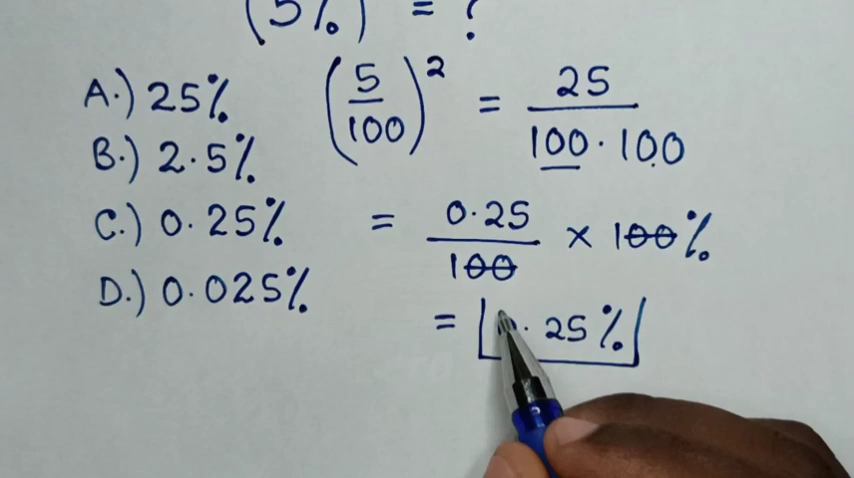 (5%) = ?
A.) 25%
B.) 2.5%
C.) 0.25%
D.) 0.025%
(5/100)² = 25/(100·100)
= 0.25/100 × 100%
= 0.25%